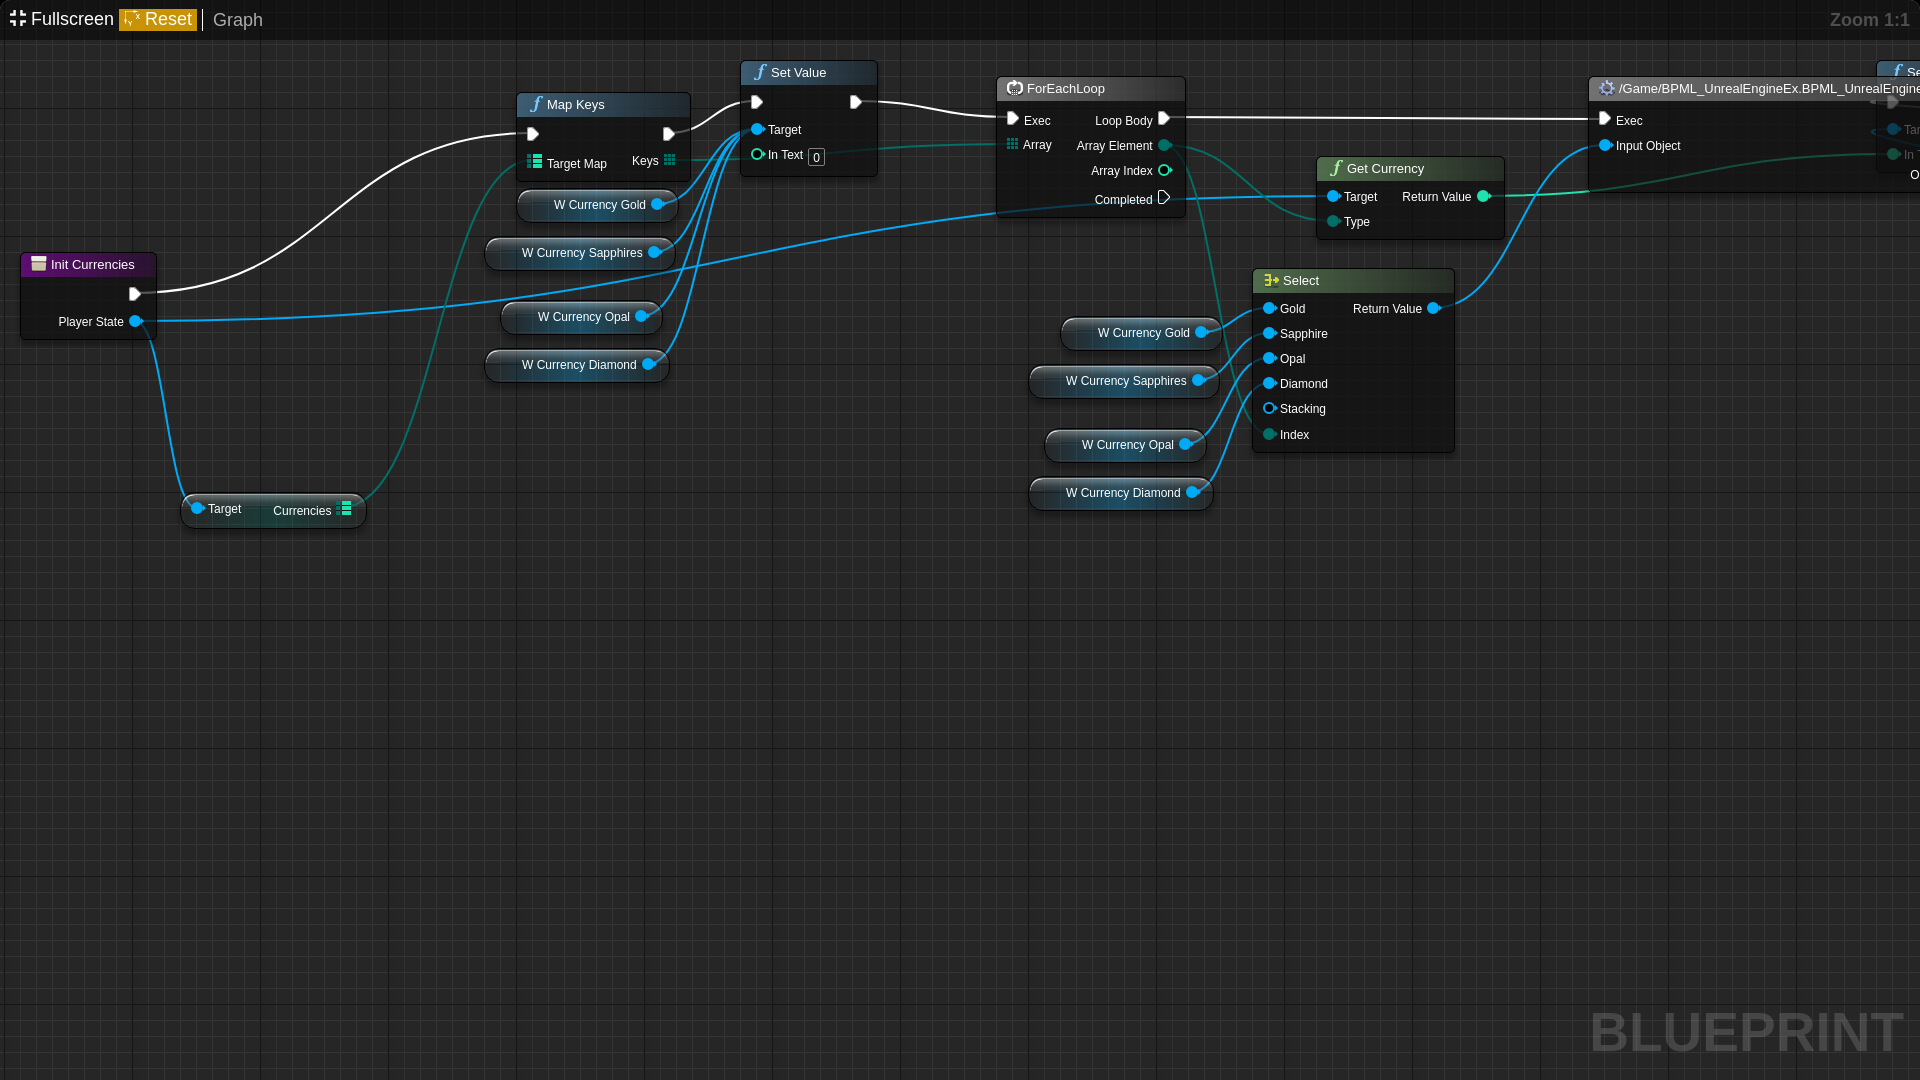 Fullscreen Reset Graph
Zoom 1:1
Set Value
Target
In Text 0
Map Keys
Target Map Keys
W Currency Gold
W Currency Sapphires
W Currency Opal
W Currency Diamond
Init Currencies
Player State
Target Currencies
ForEachLoop
Exec Loop Body
Array Array Element
Array Index
Completed
Get Currency
Target Return Value
Type
Select
Gold Return Value
Sapphire
Opal
Diamond
Stacking
Index
W Currency Gold
W Currency Sapphires
W Currency Opal
W Currency Diamond
/Game/BPML_UnrealEngineEx.BPML_UnrealEngine
Exec
Input Object
BLUEPRINT